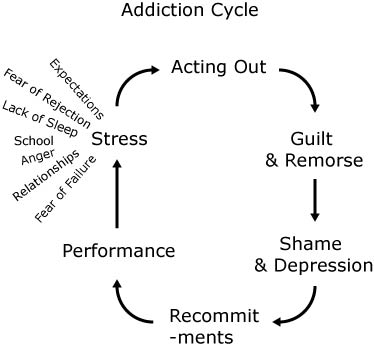 Addiction Cycle
Acting Out
Expectations
Fear of Rejection
Lack of Sleep
School
Anger
Relationships
Fear of Failure
Stress
Guilt
& Remorse
Performance
Shame
& Depression
Recommit
-ments